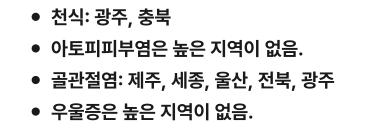 • 천식: 광주, 충북
• 아토피피부염은 높은 지역이 없음.
• 골관절염: 제주, 세종, 울산, 전북, 광주
• 우울증은 높은 지역이 없음.